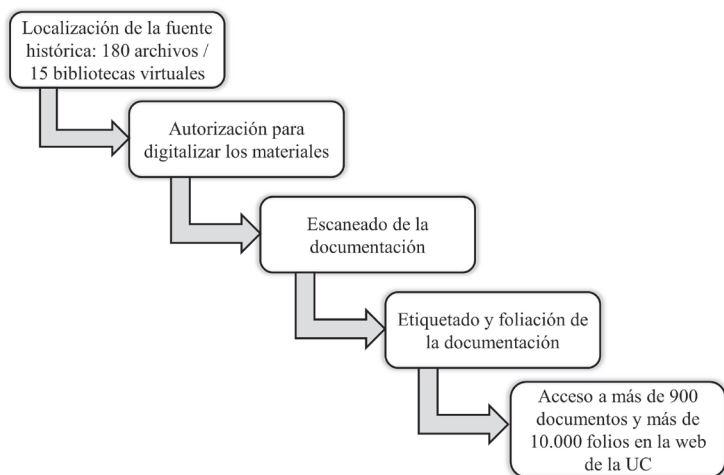 Localización de la fuente
histórica: 180 archivos /
15 bibliotecas virtuales
Autorización para
digitalizar los materiales
Escaneado de la
documentación
Etiquetado y foliación de
la documentación
Acceso a más de 900
documentos y más de
10.000 folios en la web
de la UC